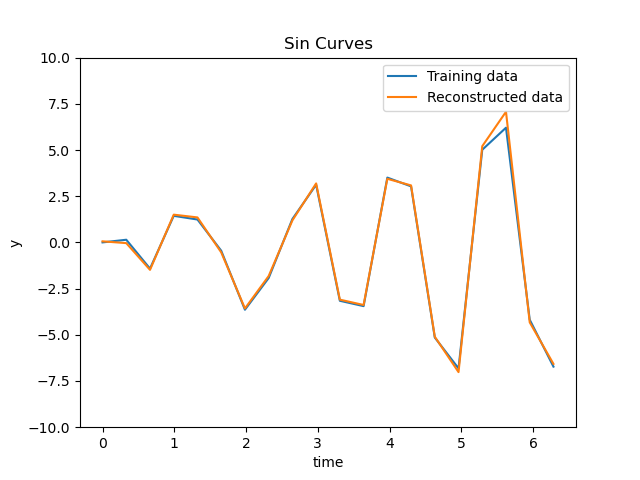 Sin Curves
Training data
Reconstructed data
10.0
7.5
5.0
2.5
0.0
−2.5
−5.0
−7.5
−10.0
y
0 1 2 3 4 5 6
time